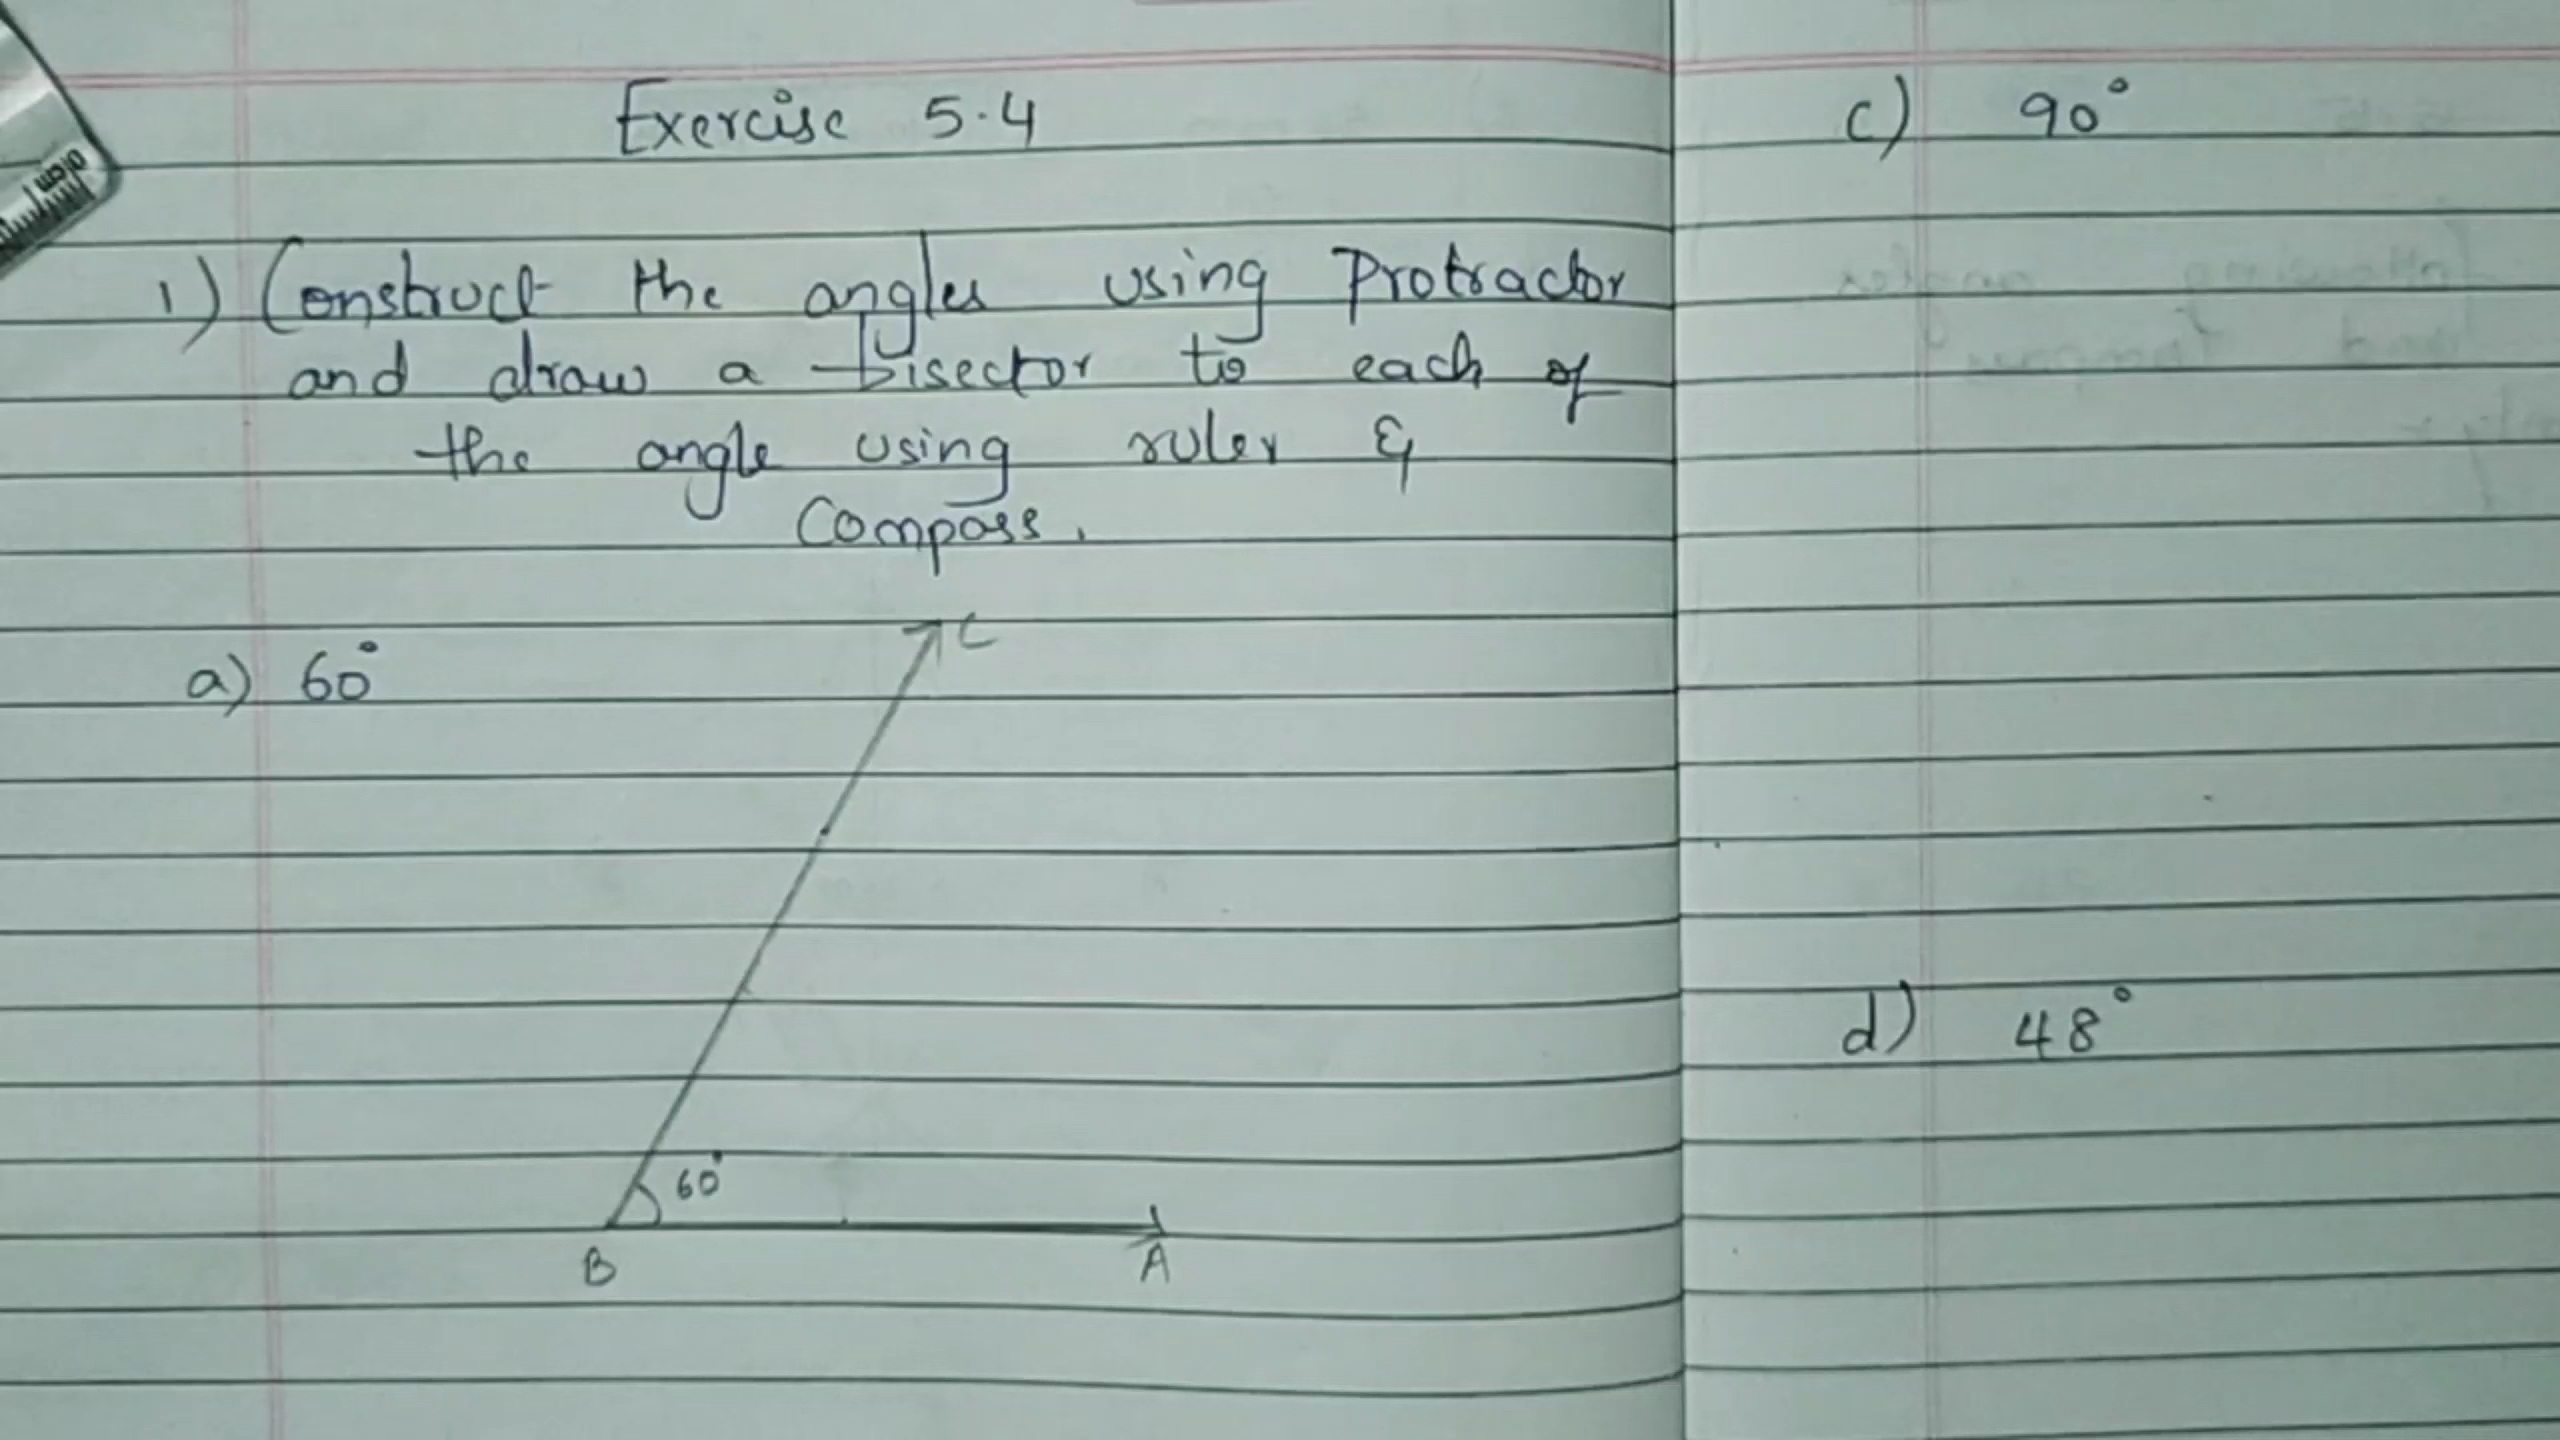 Exercise 5.4
1) Construct the angles using Protractor
and draw a bisector to each of
the angle using ruler &
Compass.
a) 60°
C
60°
B A
c) 90°
d) 48°